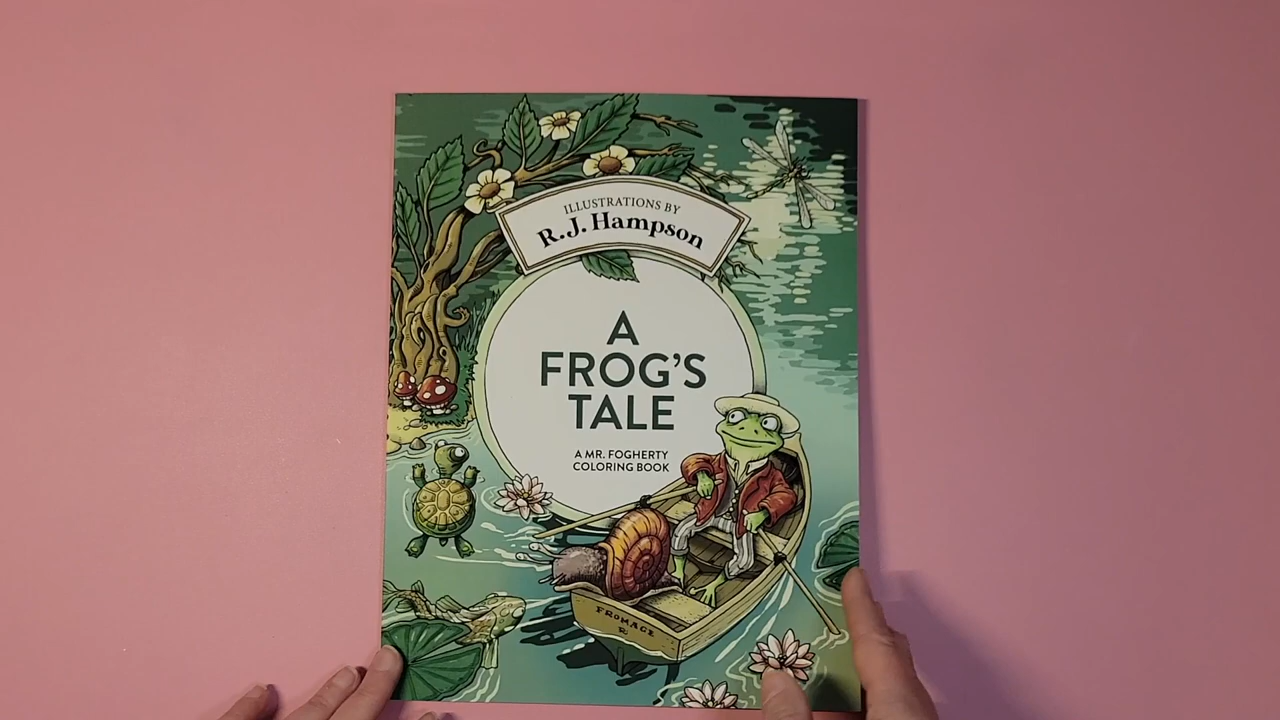 ILLUSTRATIONS BY
R.J. Hampson
A
FROG'S
TALE
A MR. FOGHERTY
COLORING BOOK
FROMAGE